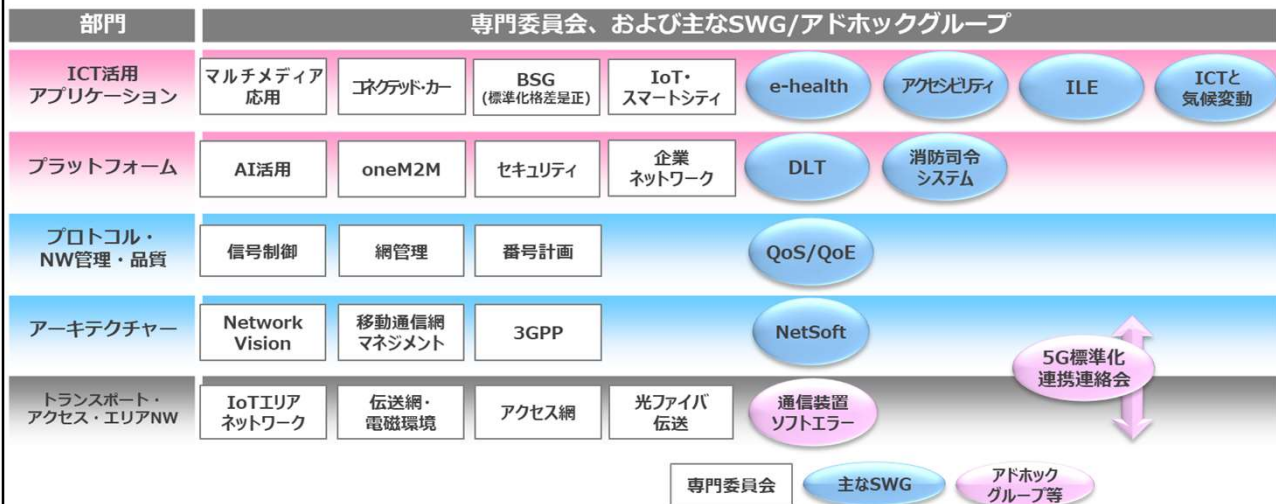 部門
専門委員会、および主なSWG/アドホックグループ
ICT活用
アプリケーション
マルチメディア
応用
コネクテッド・カー
BSG
(標準化格差是正)
IoT・
スマートシティ
e-health
アクセシビリティ
ILE
ICTと
気候変動
プラットフォーム
AI活用
oneM2M
セキュリティ
企業
ネットワーク
DLT
消防司令
システム
プロトコル・
NW管理・品質
信号制御
網管理
番号計画
QoS/QoE
アーキテクチャー
Network
Vision
移動通信網
マネジメント
3GPP
NetSoft
5G標準化
連携連絡会
トランスポート・
アクセス・エリアNW
IoTエリア
ネットワーク
伝送網・
電磁環境
アクセス網
光ファイバ
伝送
通信装置
ソフトエラー
専門委員会
主なSWG
アドホック
グループ等